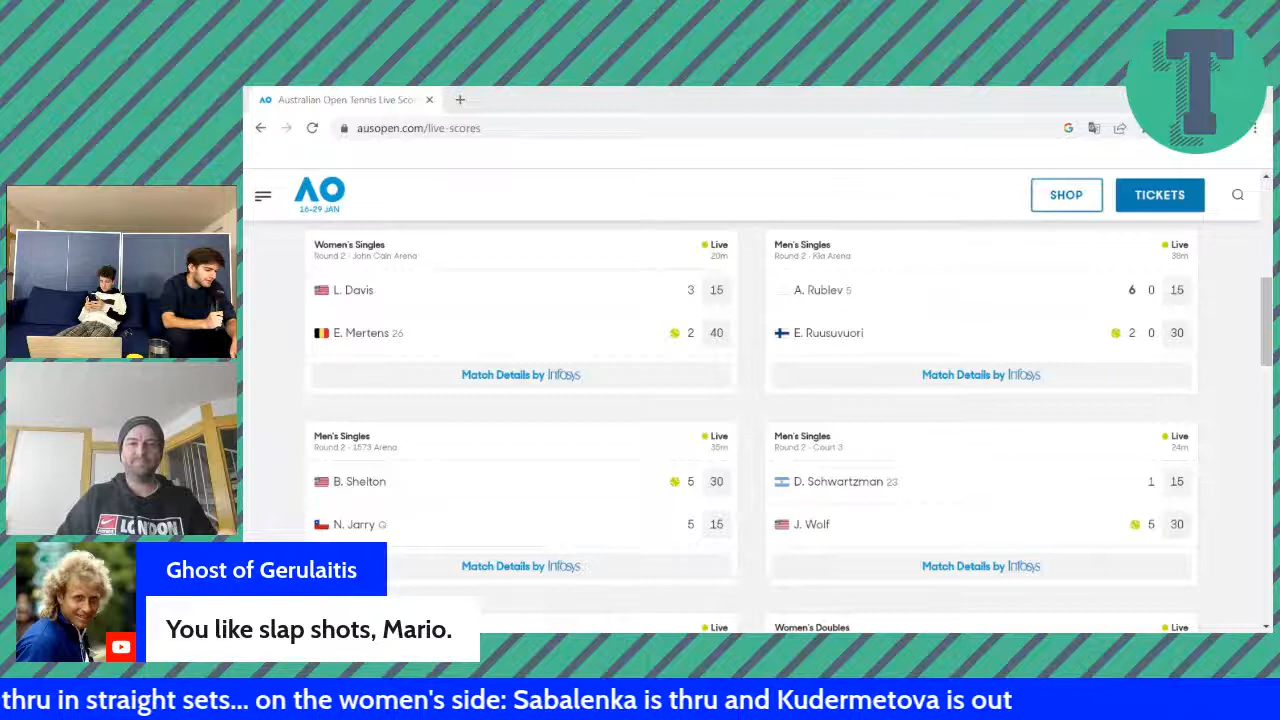 Australian Open Tennis Live Sco
ausopen.com/live-scores
T
AO
16-29 JAN
SHOP
TICKETS
Women's Singles
Live
Round 2 - John Cain Arena
20m
L. Davis
3
15
E. Mertens 26
2
40
Match Details by Infosys
Men's Singles
Live
Round 2 - Kia Arena
38m
A. Rublev 5
6
0
15
E. Ruusuvuori
2
0
30
Match Details by Infosys
Men's Singles
Live
Round 2 - 1573 Arena
35m
B. Shelton
5
30
N. Jarry Q
5
15
Match Details by Infosys
Men's Singles
Live
Round 2 - Court 3
24m
D. Schwartzman 23
1
15
J. Wolf
5
30
Match Details by Infosys
Live
Women's Doubles
Live
LONDON
Ghost of Gerulaitis
You like slap shots, Mario.
thru in straight sets... on the women's side: Sabalenka is thru and Kudermetova is out